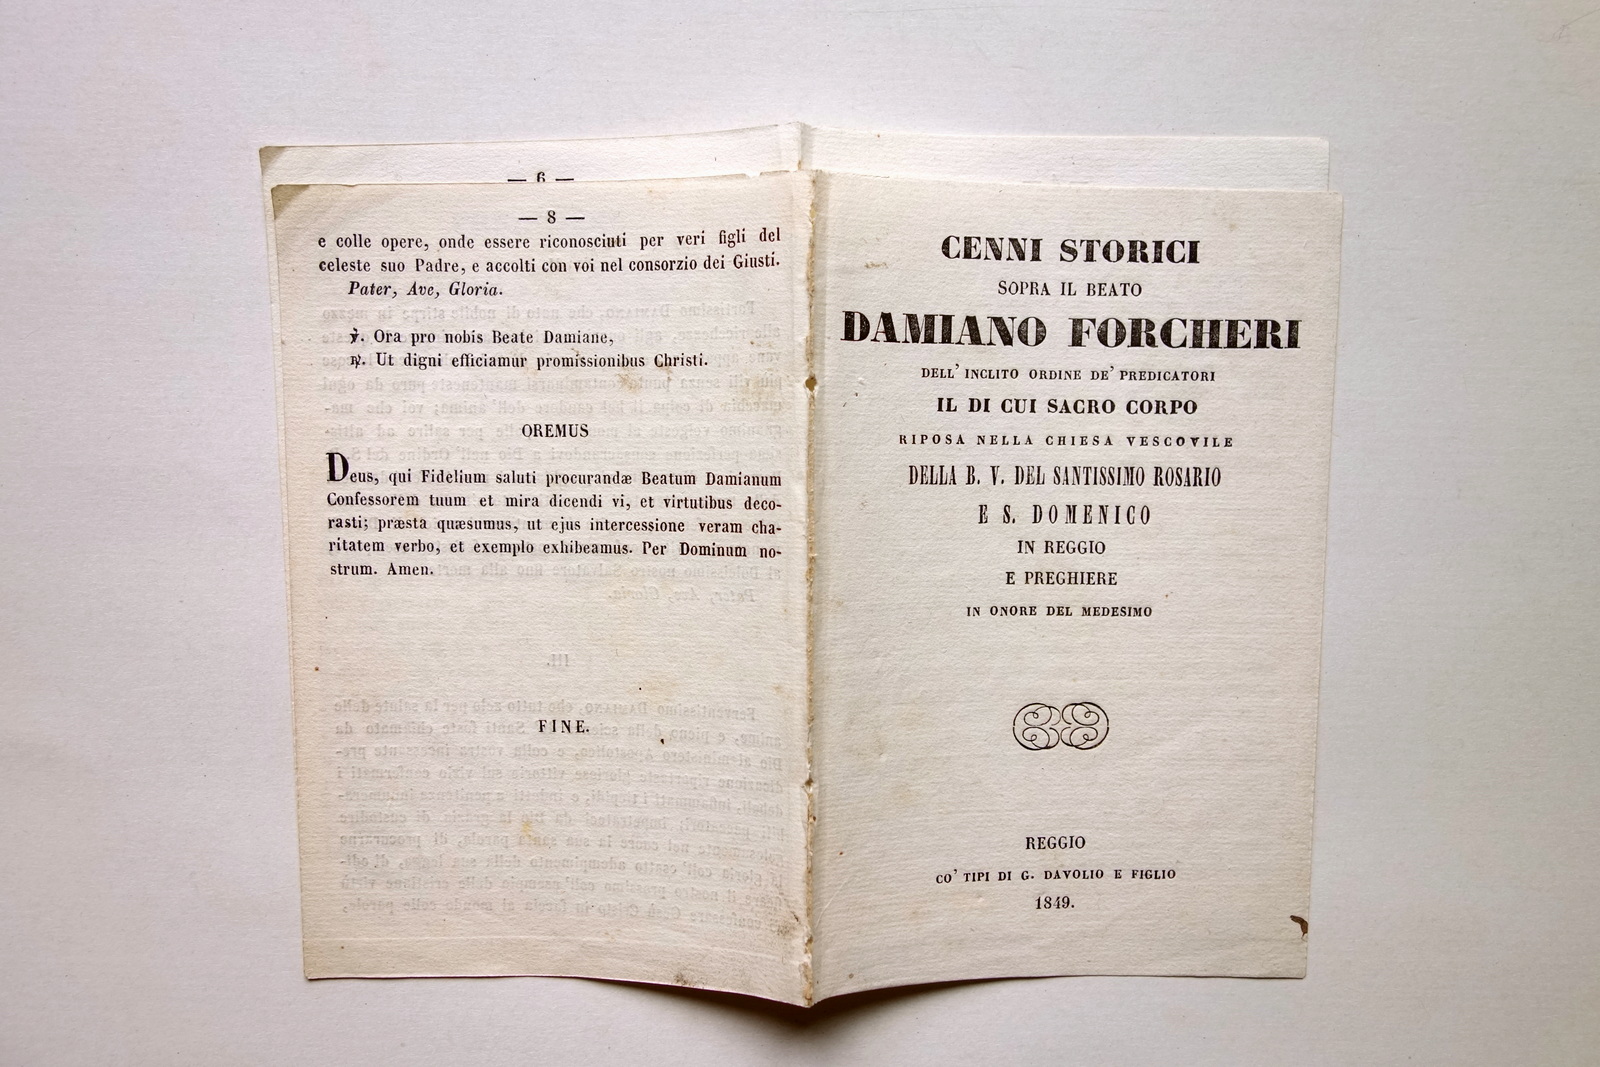 — 6 —
— 8 —
e colle opere, onde essere riconosciuti per veri figli del
celeste suo Padre, e accolti con voi nel consorzio dei Giusti.
Pater, Ave, Gloria.
℣. Ora pro nobis Beate Damiane,
℟. Ut digni efficiamur promissionibus Christi.
OREMUS
Deus, qui Fidelium saluti procurandæ Beatum Damianum
Confessorem tuum et mira dicendi vi, et virtutibus deco-
rasti; præsta quæsumus, ut ejus intercessione veram cha-
ritatem verbo, et exemplo exhibeamus. Per Dominum no-
strum. Amen.
FINE.
CENNI STORICI
SOPRA IL BEATO
DAMIANO FORCHERI
DELL' INCLITO ORDINE DE' PREDICATORI
IL DI CUI SACRO CORPO
RIPOSA NELLA CHIESA VESCOVILE
DELLA B. V. DEL SANTISSIMO ROSARIO
E S. DOMENICO
IN REGGIO
E PREGHIERE
IN ONORE DEL MEDESIMO
REGGIO
CO' TIPI DI G. DAVOLIO E FIGLIO
1849.